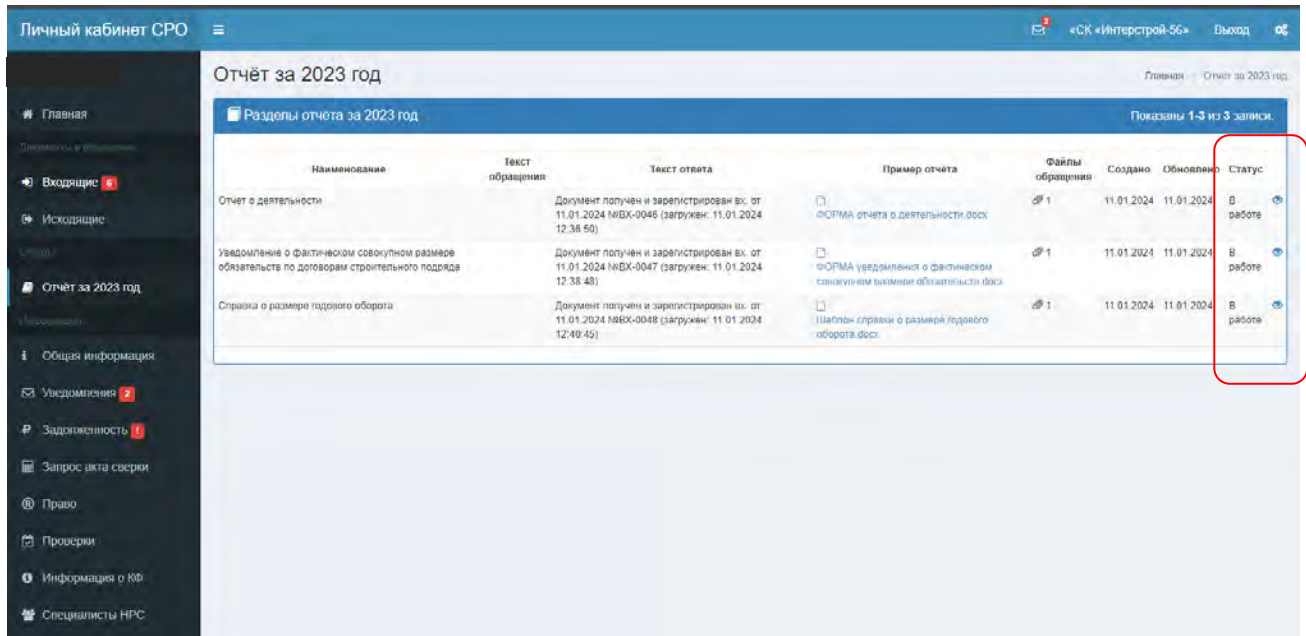 Личный кабинет СРО
2
«СК «Интерстрой-56»
Выход
Отчёт за 2023 год
Главная
Отчёт за 2023 год
Главная
Входящие 6
Исходящие
Отчёт за 2023 год
Общая информация
Уведомления 2
Задолженность !
Запрос акта сверки
Право
Проверки
Информация о КФ
Специалисты НРС
Разделы отчета за 2023 год
Показаны 1-3 из 3 записи.
Наименование
Текст обращения
Текст ответа
Пример отчета
Файлы обращения
Создано
Обновлено
Статус
Отчет о деятельности
Документ получен и зарегистрирован вх. от
11.01.2024 №ВХ-0046 (загружен: 11.01.2024
12:36:50)
ФОРМА отчета о деятельности.docx
1
11.01.2024
11.01.2024
В работе
Уведомление о фактическом совокупном размере
обязательств по договорам строительного подряда
Документ получен и зарегистрирован вх. от
11.01.2024 №ВХ-0047 (загружен: 11.01.2024
12:38:48)
ФОРМА уведомления о фактическом
совокупном размере обязательств.docx
1
11.01.2024
11.01.2024
В работе
Справка о размере годового оборота
Документ получен и зарегистрирован вх. от
11.01.2024 №ВХ-0048 (загружен: 11.01.2024
12:40:45)
Шаблон справки о размере годового
оборота.docx
1
11.01.2024
11.01.2024
В работе